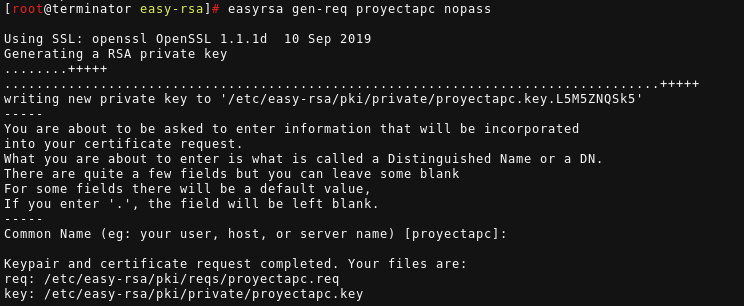 [root@terminator easy-rsa]# easyrsa gen-req proyectapc nopass
Using SSL: openssl OpenSSL 1.1.1d  10 Sep 2019
Generating a RSA private key
........+++++
..................................................................................+++++
writing new private key to '/etc/easy-rsa/pki/private/proyectapc.key.L5M5ZNQSk5'
-----
You are about to be asked to enter information that will be incorporated
into your certificate request.
What you are about to enter is what is called a Distinguished Name or a DN.
There are quite a few fields but you can leave some blank
For some fields there will be a default value,
If you enter '.', the field will be left blank.
-----
Common Name (eg: your user, host, or server name) [proyectapc]:
Keypair and certificate request completed. Your files are:
req: /etc/easy-rsa/pki/reqs/proyectapc.req
key: /etc/easy-rsa/pki/private/proyectapc.key